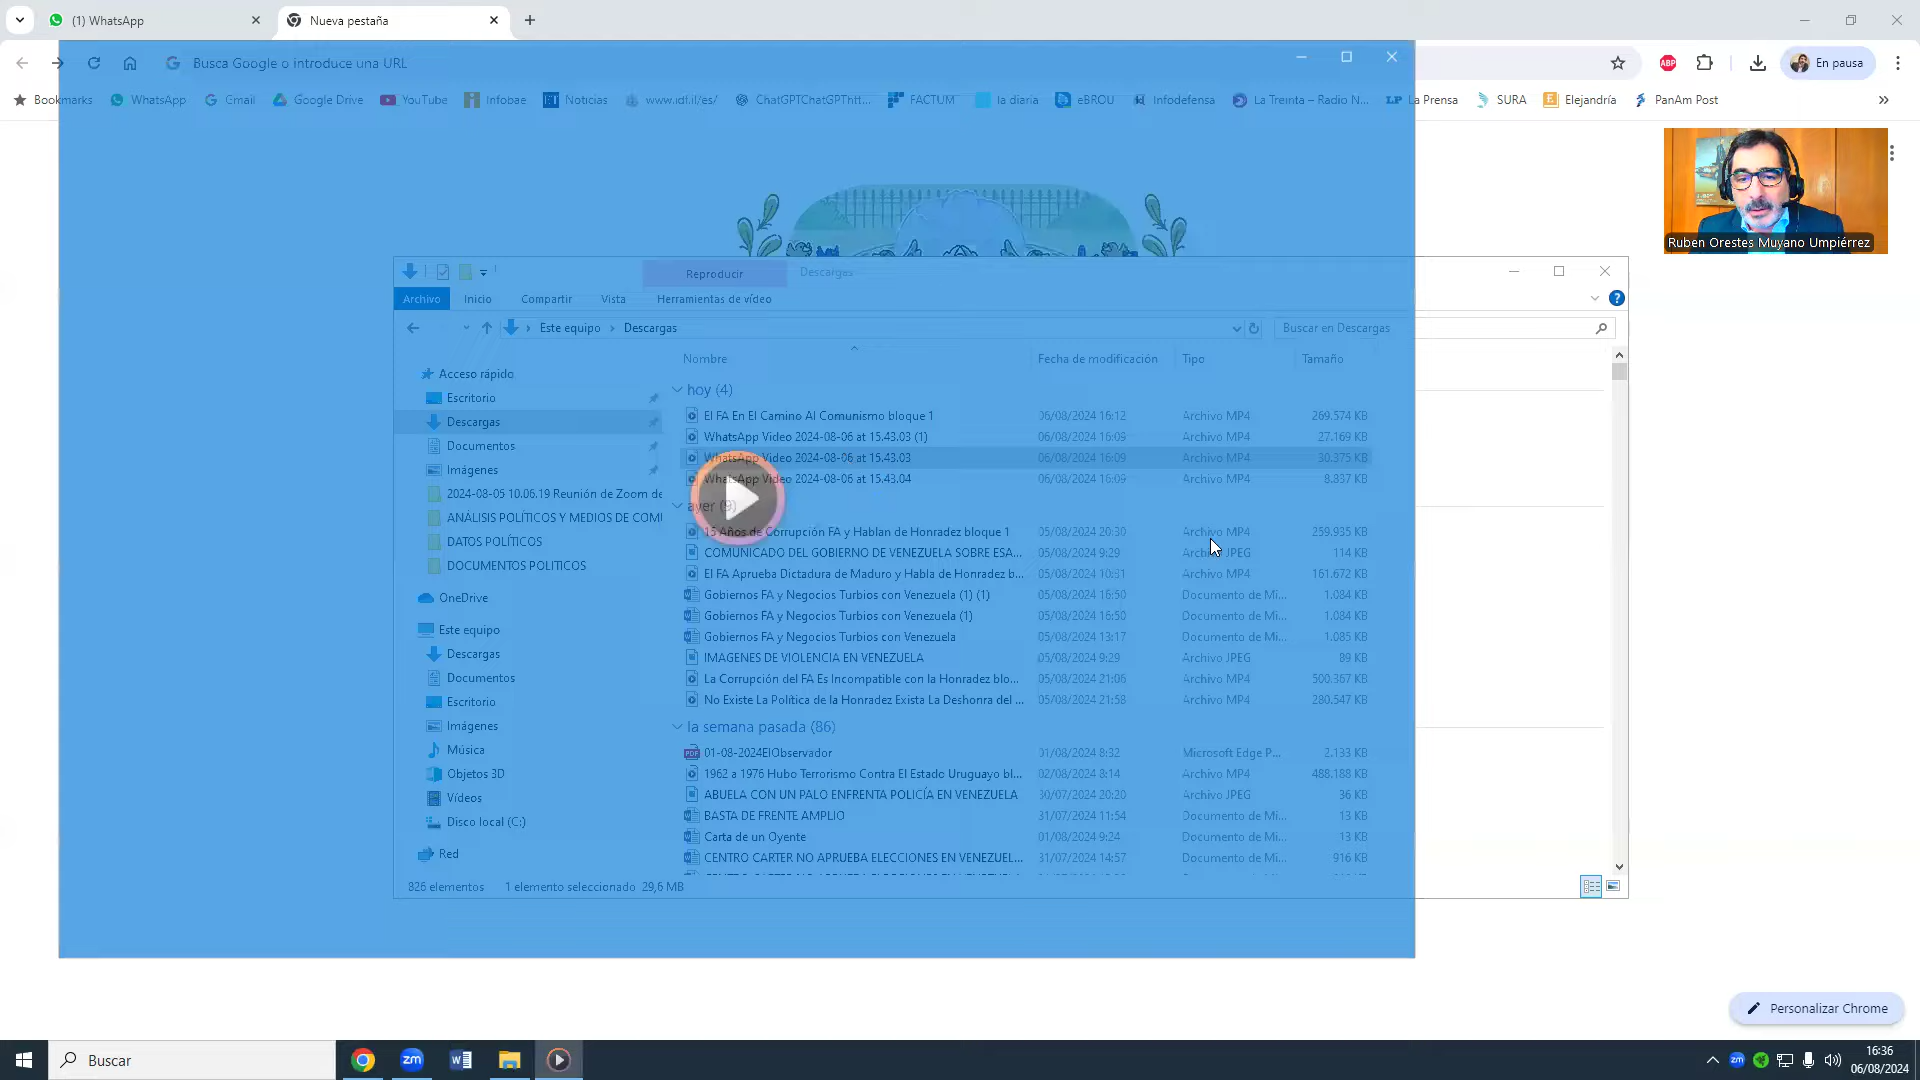 (1) WhatsApp
Nueva pestaña
Busca Google o introduce una URL
ABP
En pausa
Bookmarks
WhatsApp
Gmail
Google Drive
YouTube
Infobae
Noticias
www.idf.il/es/
ChatGPTChatGPThtt...
FACTUM
la diaria
eBROU
Infodefensa
La Treinta – Radio N...
La Prensa
SURA
Elejandría
PanAm Post
Ruben Orestes Muyano Umpiérrez
Reproducir
Descargas
Archivo
Inicio
Compartir
Vista
Herramientas de vídeo
Este equipo
Descargas
Buscar en Descargas
Nombre
Fecha de modificación
Tipo
Tamaño
Acceso rápido
Escritorio
Descargas
Documentos
Imágenes
2024-08-05 10.06.19 Reunión de Zoom de
ANÁLISIS POLÍTICOS Y MEDIOS DE COMU
DATOS POLÍTICOS
DOCUMENTOS POLITICOS
OneDrive
Este equipo
Descargas
Documentos
Escritorio
Imágenes
Música
Objetos 3D
Vídeos
Disco local (C:)
Red
hoy (4)
El FA En El Camino Al Comunismo bloque 1 06/08/2024 16:12 Archivo MP4 269.574 KB
WhatsApp Video 2024-08-06 at 15.43.03 (1) 06/08/2024 16:09 Archivo MP4 27.169 KB
WhatsApp Video 2024-08-06 at 15.43.03 06/08/2024 16:09 Archivo MP4 30.375 KB
WhatsApp Video 2024-08-06 at 15.43.04 06/08/2024 16:09 Archivo MP4 8.837 KB
ayer (9)
15 Años de Corrupción FA y Hablan de Honradez bloque 1 05/08/2024 20:30 Archivo MP4 259.935 KB
COMUNICADO DEL GOBIERNO DE VENEZUELA SOBRE ESA... 05/08/2024 9:29 Archivo JPEG 114 KB
El FA Aprueba Dictadura de Maduro y Habla de Honradez b... 05/08/2024 10:31 Archivo MP4 161.672 KB
Gobiernos FA y Negocios Turbios con Venezuela (1) (1) 05/08/2024 16:50 Documento de Mi... 1.084 KB
Gobiernos FA y Negocios Turbios con Venezuela (1) 05/08/2024 16:50 Documento de Mi... 1.084 KB
Gobiernos FA y Negocios Turbios con Venezuela 05/08/2024 13:17 Documento de Mi... 1.085 KB
IMAGENES DE VIOLENCIA EN VENEZUELA 05/08/2024 9:29 Archivo JPEG 89 KB
La Corrupción del FA Es Incompatible con la Honradez blo... 05/08/2024 21:06 Archivo MP4 500.367 KB
No Existe La Política de la Honradez Exista La Deshonra del ... 05/08/2024 21:58 Archivo MP4 280.547 KB
la semana pasada (86)
01-08-2024ElObservador 01/08/2024 8:32 Microsoft Edge P... 2.133 KB
1962 a 1976 Hubo Terrorismo Contra El Estado Uruguayo bl... 02/08/2024 8:14 Archivo MP4 488.188 KB
ABUELA CON UN PALO ENFRENTA POLICÍA EN VENEZUELA 30/07/2024 20:20 Archivo JPEG 36 KB
BASTA DE FRENTE AMPLIO 31/07/2024 11:54 Documento de Mi... 13 KB
Carta de un Oyente 01/08/2024 9:24 Documento de Mi... 13 KB
CENTRO CARTER NO APRUEBA ELECCIONES EN VENEZUEL... 31/07/2024 14:57 Documento de Mi... 916 KB
826 elementos 1 elemento seleccionado 29,6 MB
Personalizar Chrome
Buscar
zm
16:36
06/08/2024